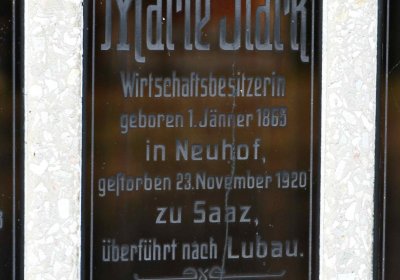 Marie Stark
Wirtschaftsbesitzerin
geboren 1. Jänner 1863
in Neuhof,
gestorben 23. November 1920
zu Saaz,
überführt nach Lubau.